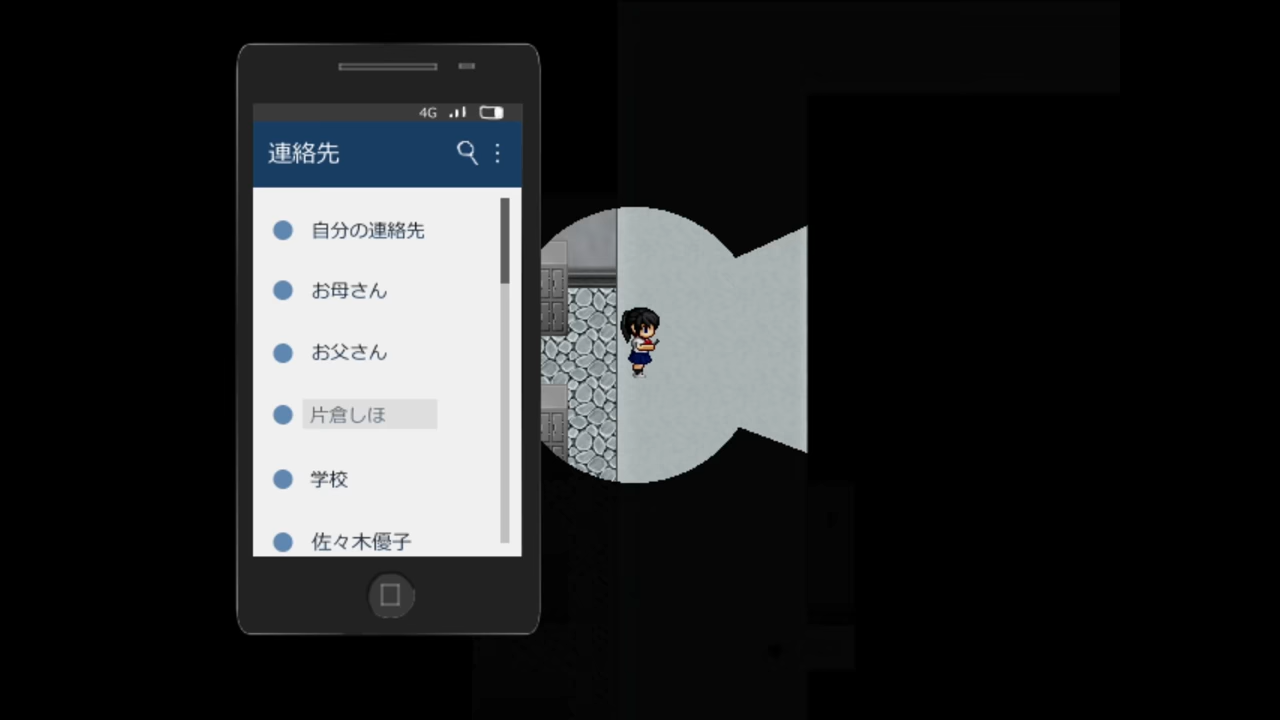 4G
連絡先
自分の連絡先
お母さん
お父さん
片倉しほ
学校
佐々木優子